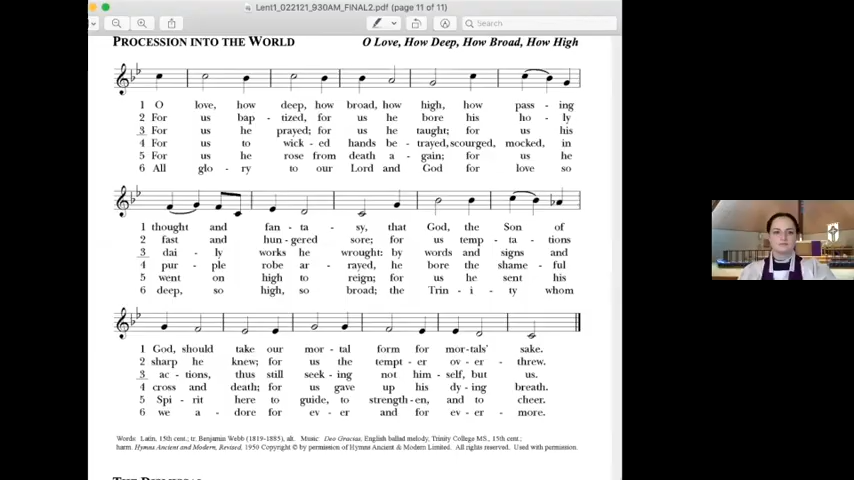 Lent1_022121_930AM_FINAL2.pdf (page 11 of 11)
Search
PROCESSION INTO THE WORLD O Love, How Deep, How Broad, How High
1 O love, how deep, how broad, how high, how pass - ing
2 For us bap - tized, for us he bore his ho - ly
3 For us he prayed; for us he taught; for us his
4 For us to wick - ed hands be - trayed, scourged, mocked, in
5 For us he rose from death a - gain; for us he
6 All glo - ry to our Lord and God for love so
1 thought and fan - ta - sy, that God, the Son of
2 fast and hun - gered sore; for us temp - ta - tions
3 dai - ly works he wrought: by words and signs and
4 pur - ple robe ar - rayed, he bore the shame - ful
5 went on high to reign; for us he sent his
6 deep, so high, so broad; the Trin - i - ty whom
1 God, should take our mor - tal form for mor - tals' sake.
2 sharp he knew; for us the tempt - er o - ver - threw.
3 ac - tions, thus still seek - ing not him - self, but us.
4 cross and death; for us gave up his dy - ing breath.
5 Spi - rit here to guide, to strength - en, and to cheer.
6 we a - dore for ev - er and for ev - er - more.
Words: Latin, 15th cent.; tr. Benjamin Webb (1819-1885), alt. Music: Deo Gracias, English ballad melody, Trinity College MS., 15th cent.;
harm. Hymns Ancient and Modern, Revised, 1950 Copyright © by permission of Hymns Ancient & Modern Limited. All rights reserved. Used with permission.